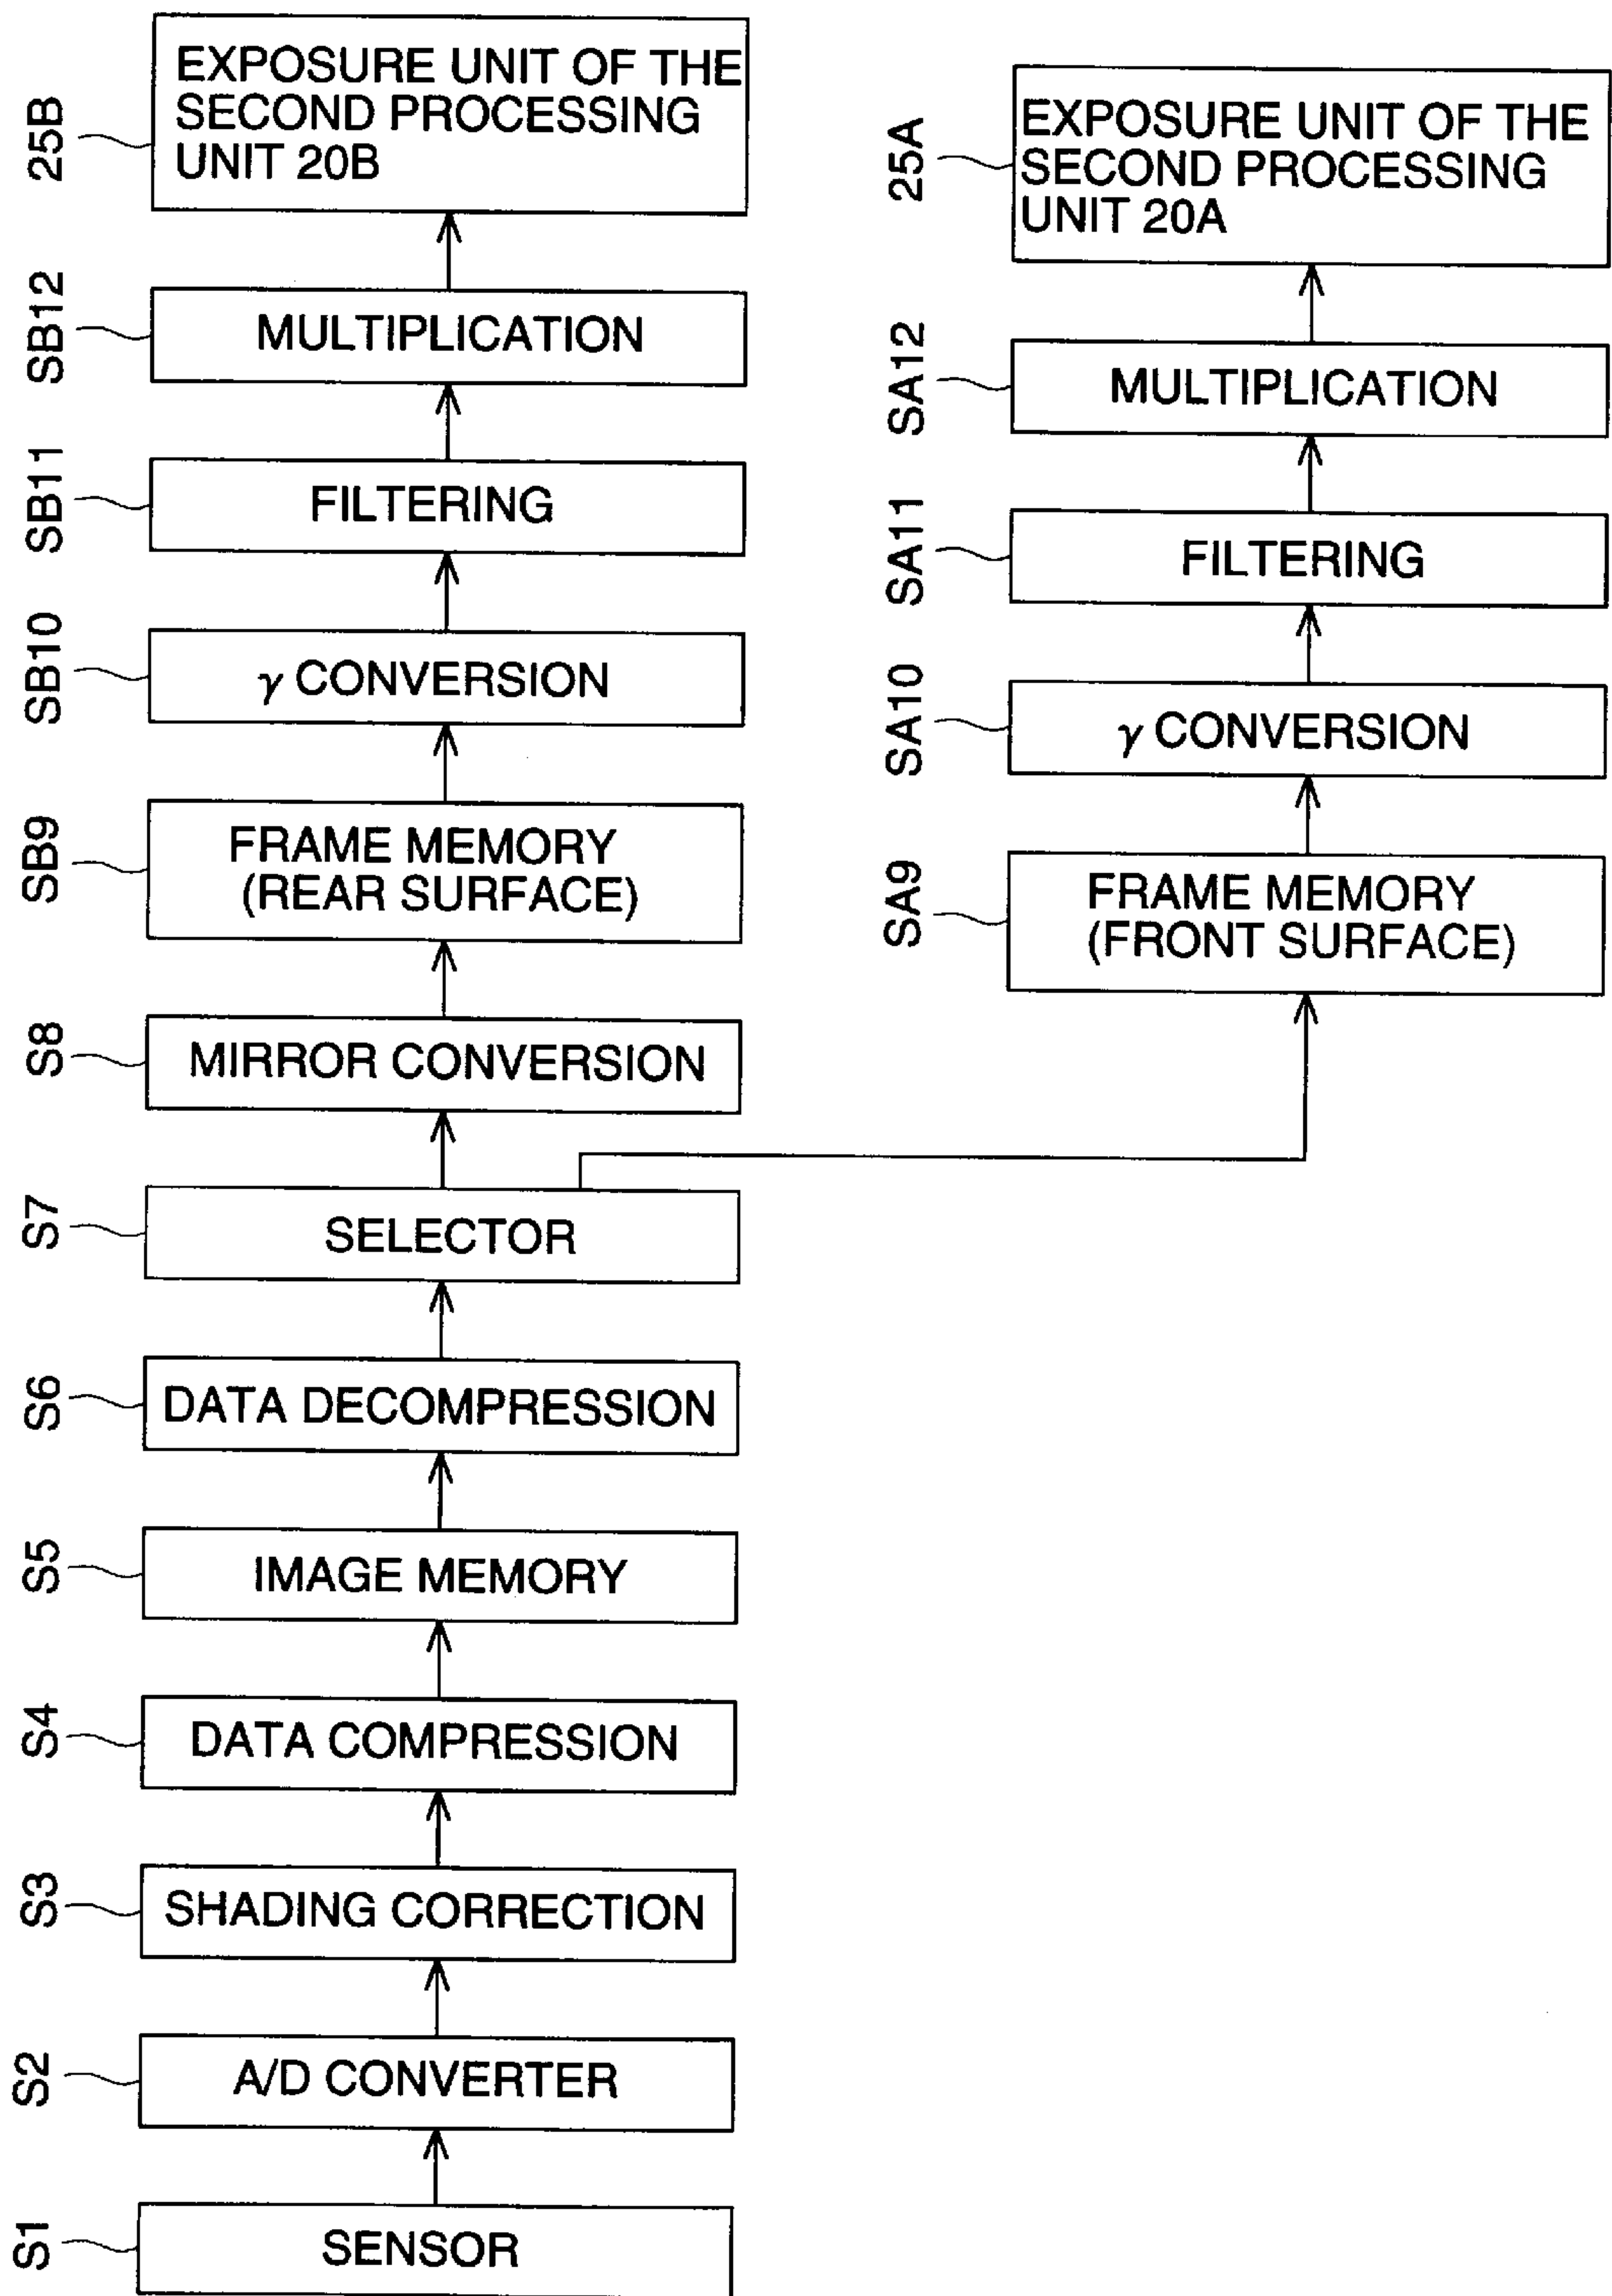 25B
EXPOSURE UNIT OF THE
SECOND PROCESSING
UNIT 20B
SB12
MULTIPLICATION
SB11
FILTERING
SB10
γ CONVERSION
SB9
FRAME MEMORY
(REAR SURFACE)
S8
MIRROR CONVERSION
S7
SELECTOR
S6
DATA DECOMPRESSION
S5
IMAGE MEMORY
S4
DATA COMPRESSION
S3
SHADING CORRECTION
S2
A/D CONVERTER
S1
SENSOR
25A
EXPOSURE UNIT OF THE
SECOND PROCESSING
UNIT 20A
SA12
MULTIPLICATION
SA11
FILTERING
SA10
γ CONVERSION
SA9
FRAME MEMORY
(FRONT SURFACE)